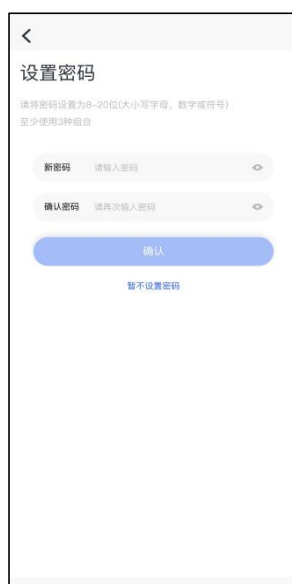 设置密码
请将密码设置为8-20位(大小写字母、数字或符号)
至少使用3种组合
新密码 请输入密码
确认密码 请再次输入密码
确认
暂不设置密码